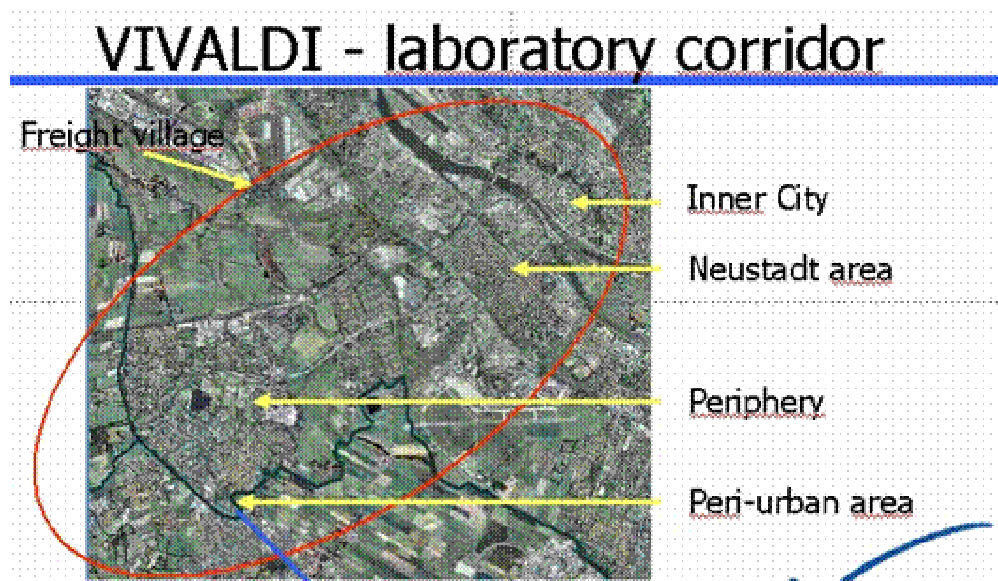 VIVALDI - laboratory corridor
Freight village
Inner City
Neustadt area
Periphery
Peri-urban area